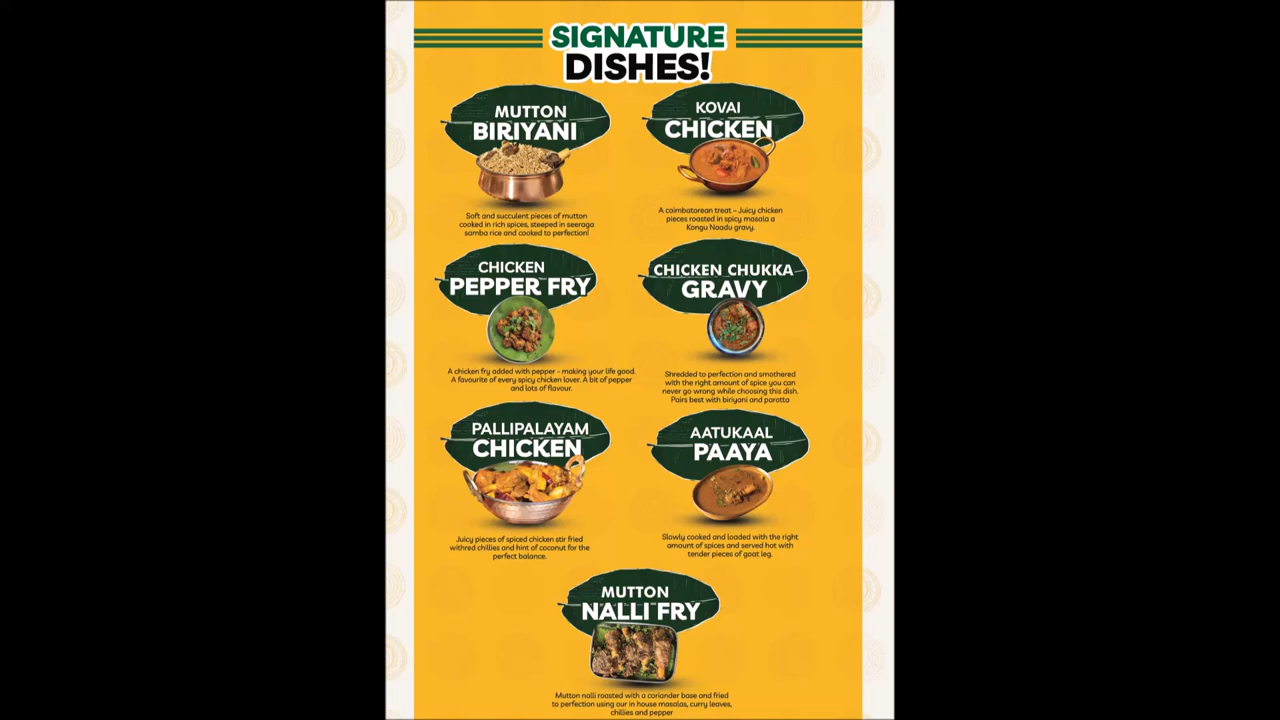 SIGNATURE
DISHES!
MUTTON
BIRIYANI
Soft and succulent pieces of mutton
cooked in rich spices, steeped in seeraga
samba rice and cooked to perfection!
KOVAI
CHICKEN
A coimbatorean treat – Juicy chicken
pieces roasted in spicy masala a
Kongu Naadu gravy.
CHICKEN
PEPPER FRY
A chicken fry added with pepper – making your life good.
A favourite of every spicy chicken lover. A bit of pepper
and lots of flavour.
CHICKEN CHUKKA
GRAVY
Shredded to perfection and smothered
with the right amount of spice you can
never go wrong while choosing this dish.
Pairs best with biriyani and parotta
PALLIPALAYAM
CHICKEN
Juicy pieces of spiced chicken stir fried
withred chillies and hint of coconut for the
perfect balance.
AATUKAAL
PAAYA
Slowly cooked and loaded with the right
amount of spices and served hot with
tender pieces of goat leg.
MUTTON
NALLI FRY
Mutton nalli roasted with a coriander base and fried
to perfection using our in house masalas, curry leaves,
chillies and pepper